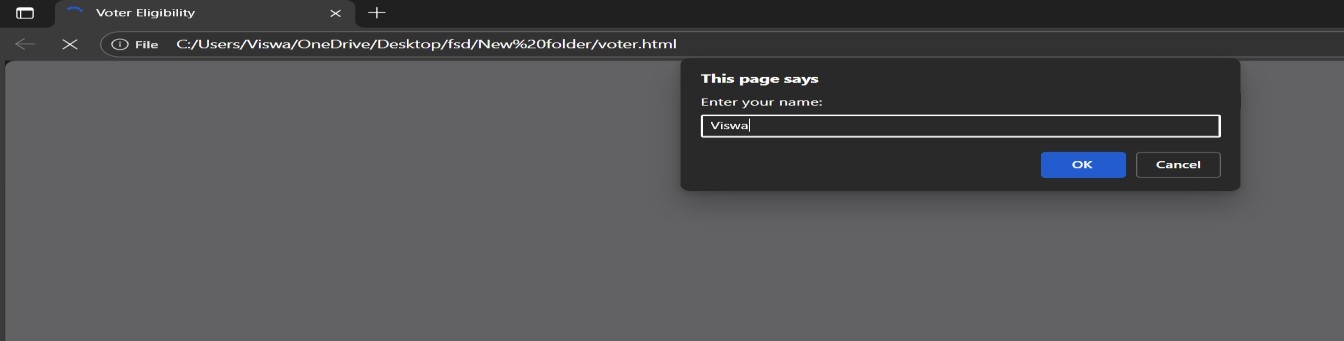 Voter Eligibility
File C:/Users/Viswa/OneDrive/Desktop/fsd/New%20folder/voter.html
This page says
Enter your name:
Viswa
OK Cancel